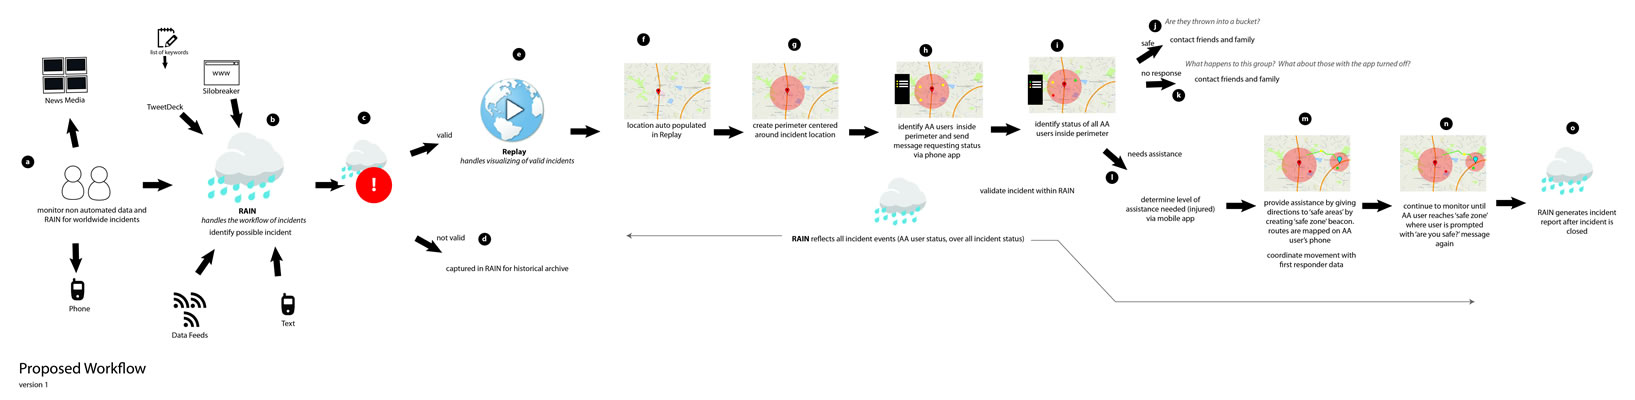 a
News Media
monitor non automated data and
RAIN for worldwide incidents
Phone
list of keywords
TweetDeck
www
Silobreaker
b
RAIN
handles the workflow of incidents
identify possible incident
Data Feeds
Text
c
!
valid
not valid
d
captured in RAIN for historical archive
e
Replay
handles visualizing of valid incidents
f
location auto populated
in Replay
g
create perimeter centered
around incident location
h
identify AA users inside
perimeter and send
message requesting status
via phone app
i
identify status of all AA
users inside perimeter
j
Are they thrown into a bucket?
safe
contact friends and family
What happens to this group? What about those with the app turned off?
no response
contact friends and family
k
needs assistance
l
determine level of
assistance needed (injured)
via mobile app
validate incident within RAIN
RAIN reflects all incident events (AA user status, over all incident status)
m
provide assistance by giving
directions to 'safe areas' by
creating 'safe zone' beacon.
routes are mapped on AA
user's phone
coordinate movement with
first responder data
n
continue to monitor until
AA user reaches 'safe zone'
where user is prompted
with 'are you safe?' message
again
o
RAIN generates incident
report after incident is
closed
Proposed Workflow
version 1